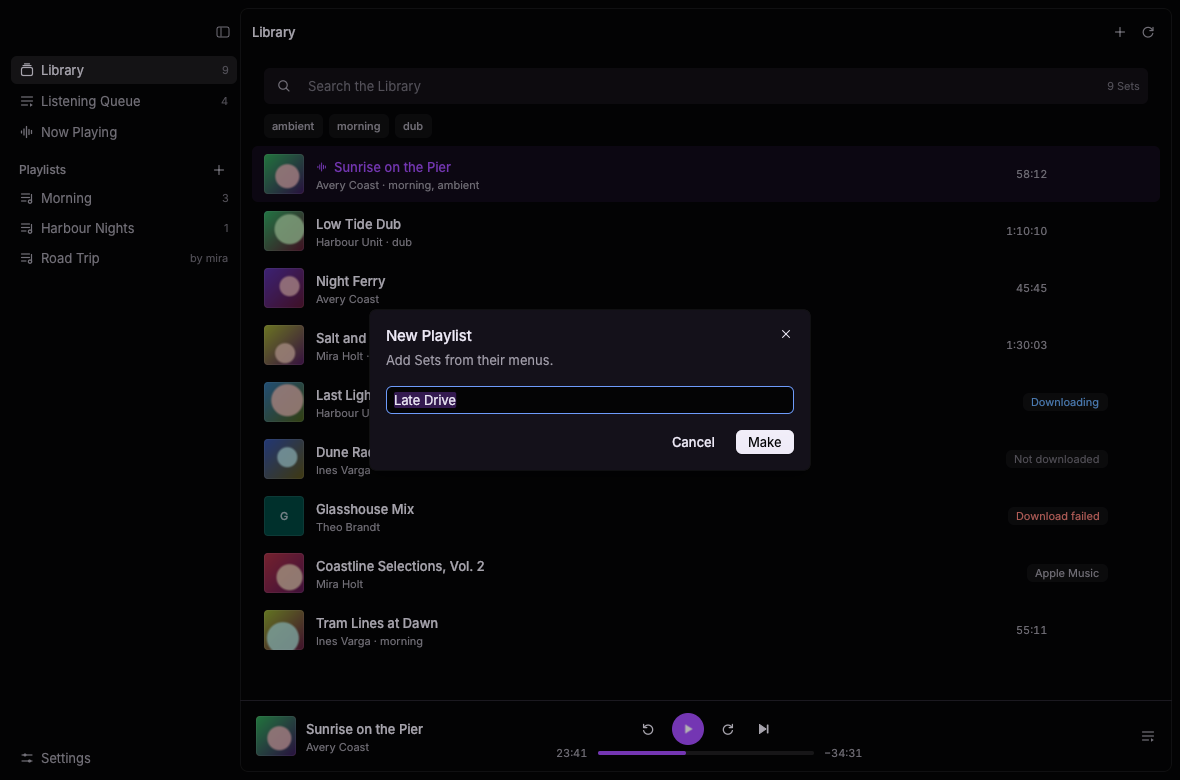 Library
Library 9
Listening Queue 4
Now Playing
Playlists
Morning 3
Harbour Nights 1
Road Trip by mira
Settings
Search the Library 9 Sets
ambient morning dub
Sunrise on the Pier
Avery Coast · morning, ambient
58:12
Low Tide Dub
Harbour Unit · dub
1:10:10
Night Ferry
Avery Coast
45:45
Salt and
Mira Holt ·
1:30:03
Last Ligh
Harbour U
Downloading
Dune Rad
Ines Varga
Not downloaded
G
Glasshouse Mix
Theo Brandt
Download failed
Coastline Selections, Vol. 2
Mira Holt
Apple Music
Tram Lines at Dawn
Ines Varga · morning
55:11
New Playlist
Add Sets from their menus.
Late Drive
Cancel Make
Sunrise on the Pier
Avery Coast
23:41 −34:31